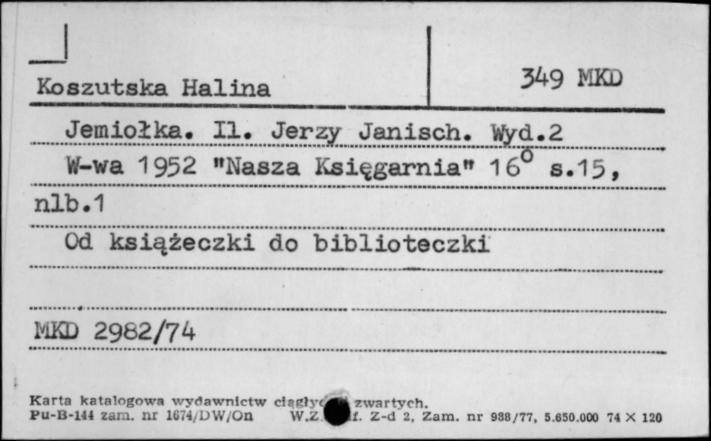 Koszutska Halina
349 MKD
Jemiołka. Il. Jerzy Janisch. Wyd.2
W-wa 1952 "Nasza Księgarnia" 16° s.15,
nlb.1
Od książeczki do biblioteczki
MKD 2982/74
Karta katalogowa wydawnictw zwartych.
Pu-B-144 zam. nr 1674/DW/On W.Z. Z-d 2, Zam. nr 988/77, 5.650.000 74 X 120